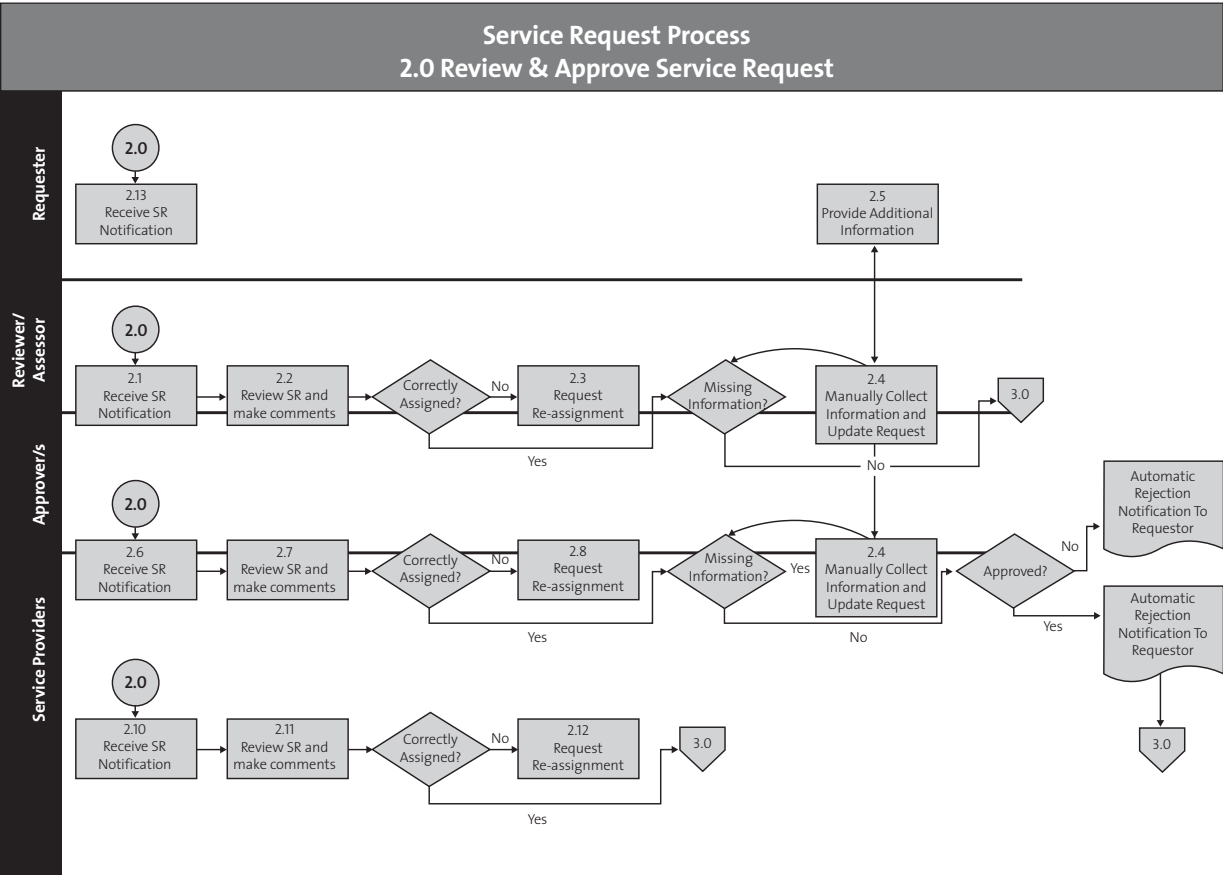 Service Request Process
2.0 Review & Approve Service Request
Requester
2.0
2.13
Receive SR
Notification
2.5
Provide Additional
Information
Reviewer/
Assessor
2.0
2.1
Receive SR
Notification
2.2
Review SR and
make comments
Correctly
Assigned?
No
Yes
2.3
Request
Re-assignment
Missing
Information?
2.4
Manually Collect
Information and
Update Request
No
3.0
Approver/s
2.0
2.6
Receive SR
Notification
2.7
Review SR and
make comments
Correctly
Assigned?
No
Yes
2.8
Request
Re-assignment
Missing
Information?
Yes
No
2.4
Manually Collect
Information and
Update Request
Approved?
No
Automatic
Rejection
Notification To
Requestor
Yes
Automatic
Rejection
Notification To
Requestor
3.0
Service Providers
2.0
2.10
Receive SR
Notification
2.11
Review SR and
make comments
Correctly
Assigned?
No
Yes
2.12
Request
Re-assignment
3.0